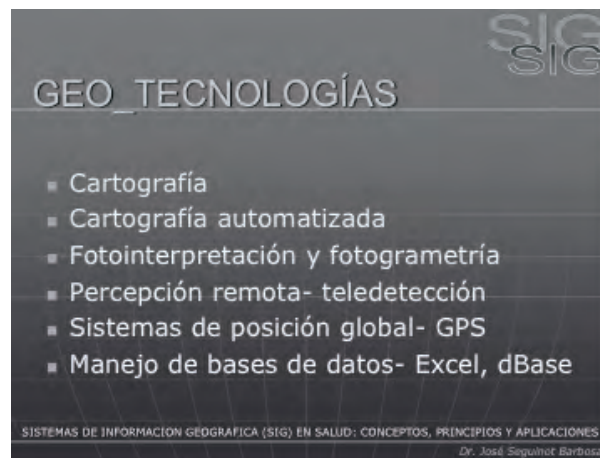 SIG
SIG
GEO_TECNOLOGÍAS
Cartografía
Cartografía automatizada
Fotointerpretación y fotogrametría
Percepción remota- teledetección
Sistemas de posición global- GPS
Manejo de bases de datos- Excel, dBase
SISTEMAS DE INFORMACION GEOGRAFICA (SIG) EN SALUD: CONCEPTOS, PRINCIPIOS Y APLICACIONES
Dr. José Seguinot Barbosa